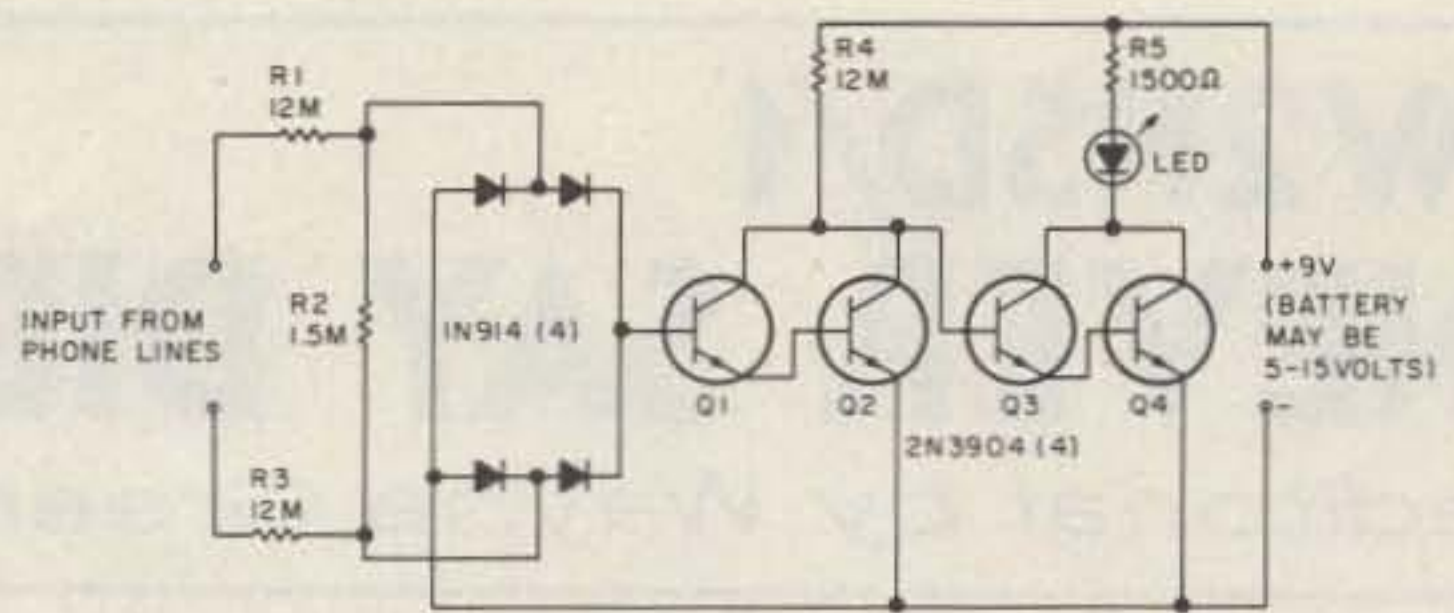 R1
12M
R2
1.5M
R3
12M
INPUT FROM
PHONE LINES
1N914 (4)
R4
12M
R5
1500Ω
LED
Q1
Q2
Q3
Q4
2N3904 (4)
+9V
(BATTERY
MAY BE
5-15VOLTS)
-